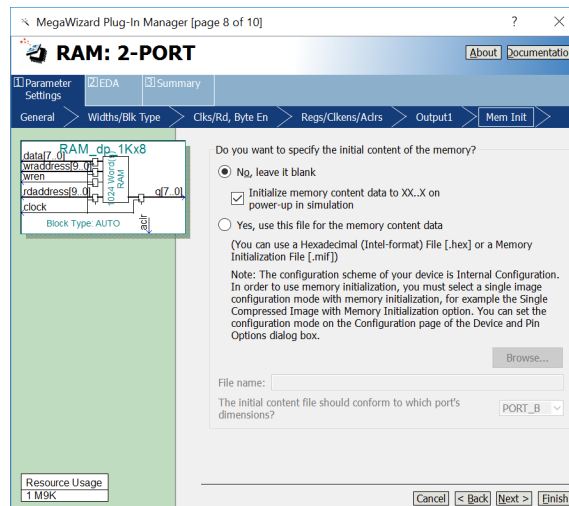 MegaWizard Plug-In Manager [page 8 of 10]
? ×
RAM: 2-PORT
About Documentatio
1 Parameter Settings
2 EDA
3 Summary
General > Widths/Blk Type > Clks/Rd, Byte En > Regs/Clkens/Aclrs > Output1 > Mem Init
RAM_dp_1Kx8
data[7..0]
wraddress[9..0]
wren
rdaddress[9..0]
q[7..0]
clock
1024 Word(s)
RAM
Block Type: AUTO
aclr
Do you want to specify the initial content of the memory?
No, leave it blank
Initialize memory content data to XX..X on
power-up in simulation
Yes, use this file for the memory content data
(You can use a Hexadecimal (Intel-format) File [.hex] or a Memory
Initialization File [.mif])
Note: The configuration scheme of your device is Internal Configuration.
In order to use memory initialization, you must select a single image
configuration mode with memory initialization, for example the Single
Compressed Image with Memory Initialization option. You can set the
configuration mode on the Configuration page of the Device and Pin
Options dialog box.
Browse...
File name:
The initial content file should conform to which port's
dimensions?
PORT_B
Resource Usage
1 M9K
Cancel < Back Next > Finish